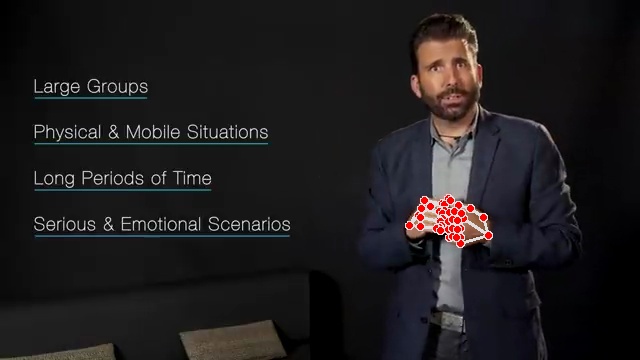 Large Groups
Physical & Mobile Situations
Long Periods of Time
Serious & Emotional Scenarios